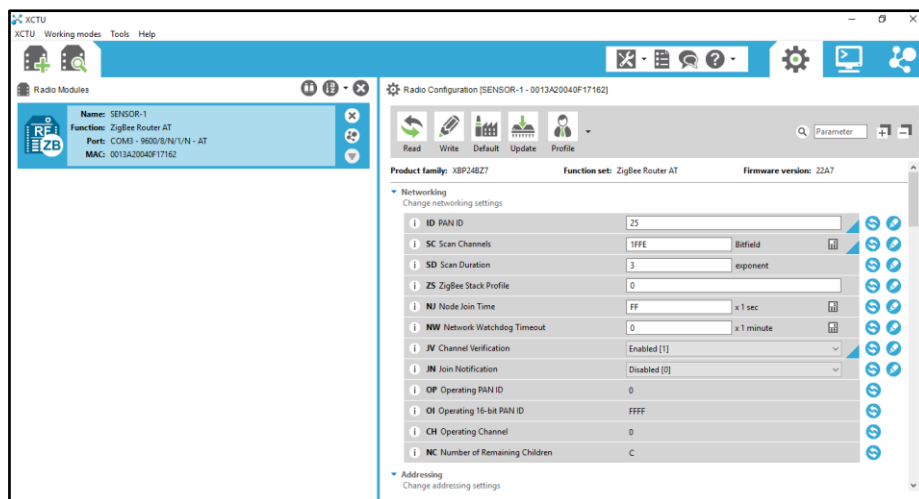 XCTU
XCTU Working modes Tools Help
Radio Modules
Name: SENSOR-1
Function: ZigBee Router AT
Port: COM3 - 9600/8/N/1/N - AT
MAC: 0013A20040F17162
RF
ZB
Radio Configuration [SENSOR-1 - 0013A20040F17162]
Read Write Default Update Profile
Parameter
Product family: XBP24BZ7 Function set: ZigBee Router AT Firmware version: 22A7
Networking
Change networking settings
i ID PAN ID 25
i SC Scan Channels 1FFE Bitfield
i SD Scan Duration 3 exponent
i ZS ZigBee Stack Profile 0
i NJ Node Join Time FF x 1 sec
i NW Network Watchdog Timeout 0 x 1 minute
i JV Channel Verification Enabled [1]
i JN Join Notification Disabled [0]
i OP Operating PAN ID 0
i OI Operating 16-bit PAN ID FFFF
i CH Operating Channel 0
i NC Number of Remaining Children C
Addressing
Change addressing settings